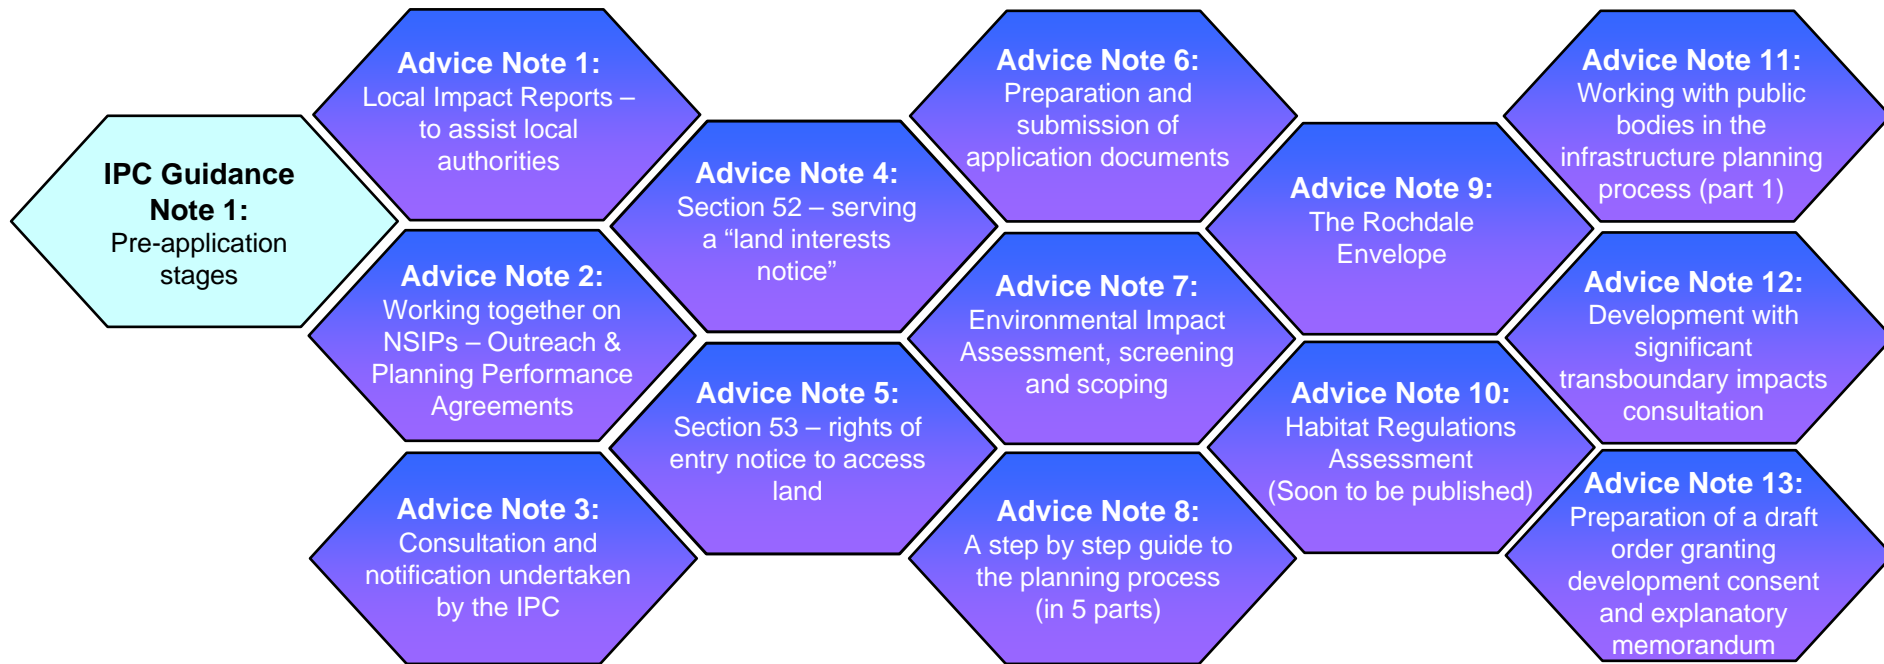 IPC Guidance
Note 1:
Pre-application
stages
Advice Note 1:
Local Impact Reports –
to assist local
authorities
Advice Note 2:
Working together on
NSIPs – Outreach &
Planning Performance
Agreements
Advice Note 3:
Consultation and
notification undertaken
by the IPC
Advice Note 4:
Section 52 – serving
a “land interests
notice”
Advice Note 5:
Section 53 – rights of
entry notice to access
land
Advice Note 6:
Preparation and
submission of
application documents
Advice Note 7:
Environmental Impact
Assessment, screening
and scoping
Advice Note 8:
A step by step guide to
the planning process
(in 5 parts)
Advice Note 9:
The Rochdale
Envelope
Advice Note 10:
Habitat Regulations
Assessment
(Soon to be published)
Advice Note 11:
Working with public
bodies in the
infrastructure planning
process (part 1)
Advice Note 12:
Development with
significant
transboundary impacts
consultation
Advice Note 13:
Preparation of a draft
order granting
development consent
and explanatory
memorandum